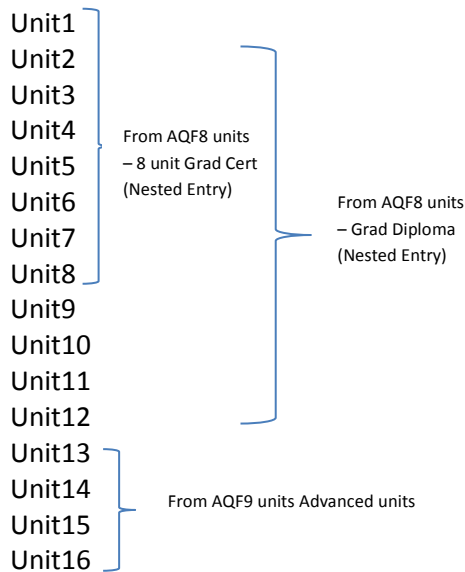 Unit1
Unit2
Unit3
Unit4
Unit5
Unit6
Unit7
Unit8
Unit9
Unit10
Unit11
Unit12
Unit13
Unit14
Unit15
Unit16
From AQF8 units
– 8 unit Grad Cert
(Nested Entry)
From AQF8 units
– Grad Diploma
(Nested Entry)
From AQF9 units Advanced units